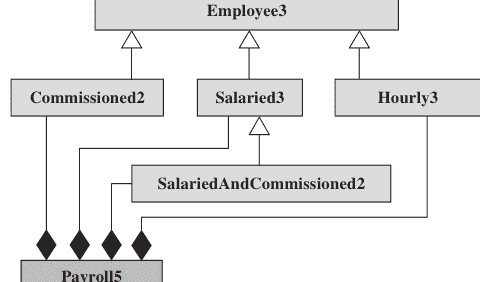 Employee3
Commissioned2
Salaried3
Hourly3
SalariedAndCommissioned2
Payroll5